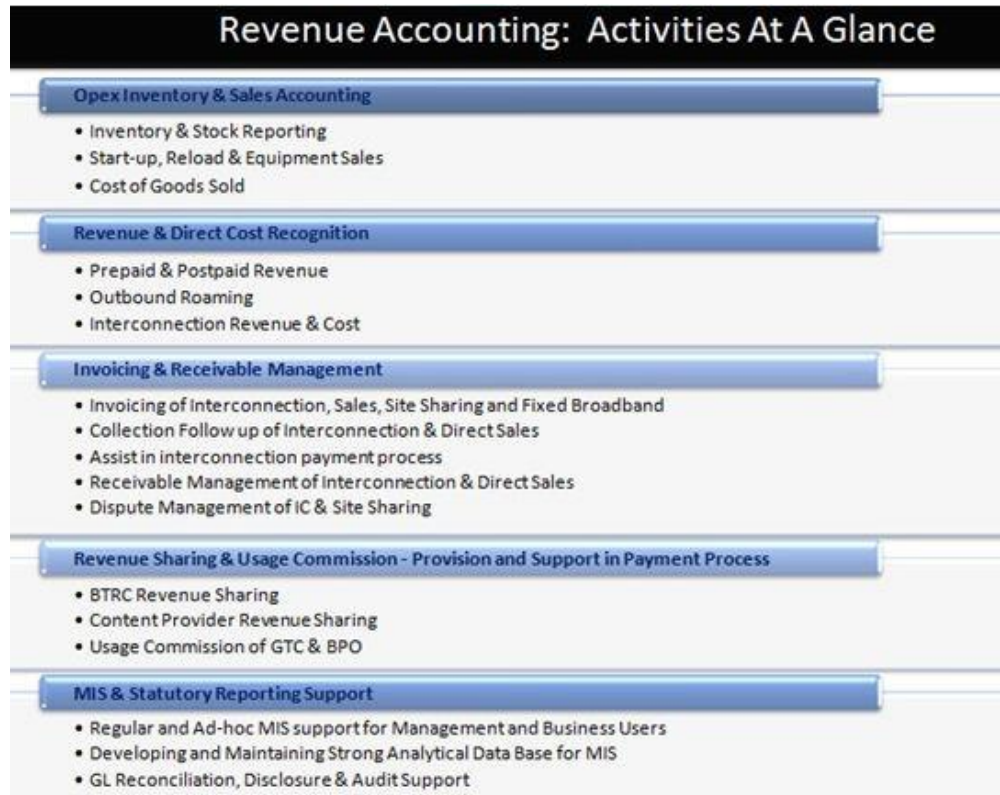 Revenue Accounting: Activities At A Glance
Opex Inventory & Sales Accounting
• Inventory & Stock Reporting
• Start-up, Reload & Equipment Sales
• Cost of Goods Sold
Revenue & Direct Cost Recognition
• Prepaid & Postpaid Revenue
• Outbound Roaming
• Interconnection Revenue & Cost
Invoicing & Receivable Management
• Invoicing of Interconnection, Sales, Site Sharing and Fixed Broadband
• Collection Follow up of Interconnection & Direct Sales
• Assist in interconnection payment process
• Receivable Management of Interconnection & Direct Sales
• Dispute Management of IC & Site Sharing
Revenue Sharing & Usage Commission - Provision and Support in Payment Process
• BTRC Revenue Sharing
• Content Provider Revenue Sharing
• Usage Commission of GTC & BPO
MIS & Statutory Reporting Support
• Regular and Ad-hoc MIS support for Management and Business Users
• Developing and Maintaining Strong Analytical Data Base for MIS
• GL Reconciliation, Disclosure & Audit Support